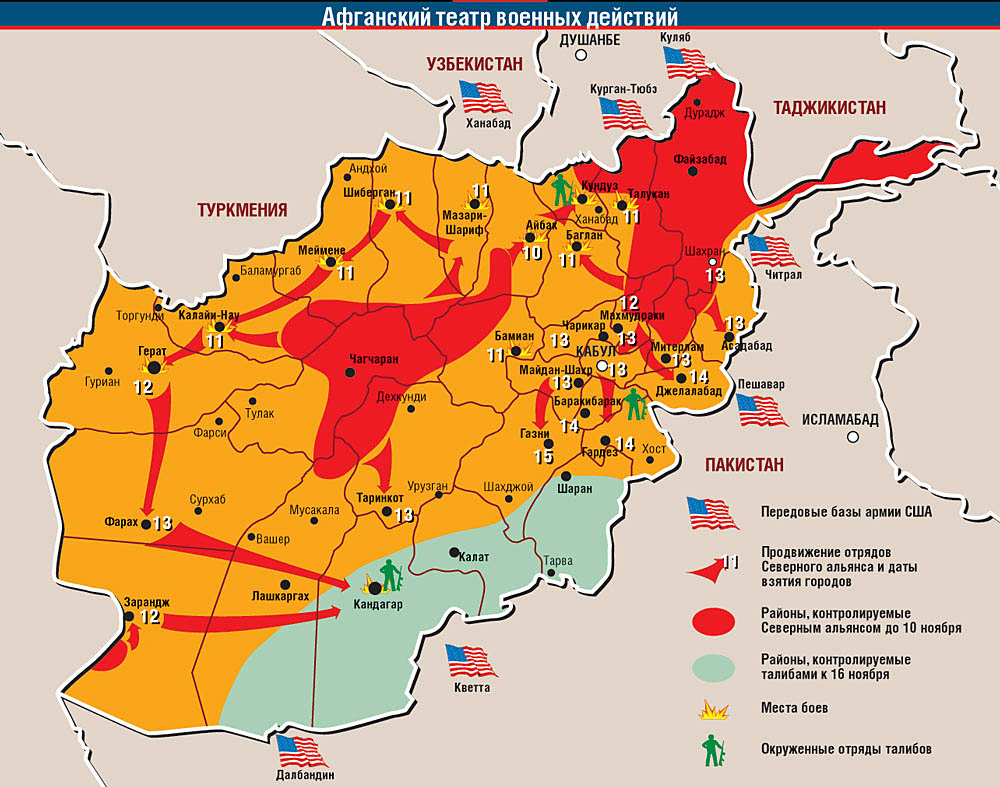 Афганский театр военных действий
ДУШАНБЕ
Куляб
УЗБЕКИСТАН
Курган-Тюбэ
Ханабад
ТАДЖИКИСТАН
Дурадж
Файзабад
Андхой
Шиберган
11
11
Мазари-
Шариф
Кундуз
Талукан
11
Ханабад
ТУРКМЕНИЯ
Айбак
10
Баглан
11
Меймене
11
Баламургаб
Шахран
13
Читрал
Торгунди
Калайи-Нау
11
12
Махмудраки
13
Чарикар
13
13
Асадабад
Бамиан
11
КАБУЛ
13
Митерлам
13
Герат
12
Гуриан
Чагчаран
Майдан-Шахр
13
14
Джелалабад
Пешавар
Дехкунди
Тулак
Фарси
Баракибарак
14
ИСЛАМАБАД
Газни
15
14
Гардез
Хост
ПАКИСТАН
Шаран
Урузган
Шахджой
Таринкот
13
Сурхаб
Мусакала
Фарах
13
Вашер
Калат
Тарва
Лашкаргах
Кандагар
Зарандж
12
Кветта
Далбандин
Передовые базы армии США
11
Продвижение отрядов
Северного альянса и даты
взятия городов
Районы, контролируемые
Северным альянсом до 10 ноября
Районы, контролируемые
талибами к 16 ноября
Места боев
Окруженные отряды талибов